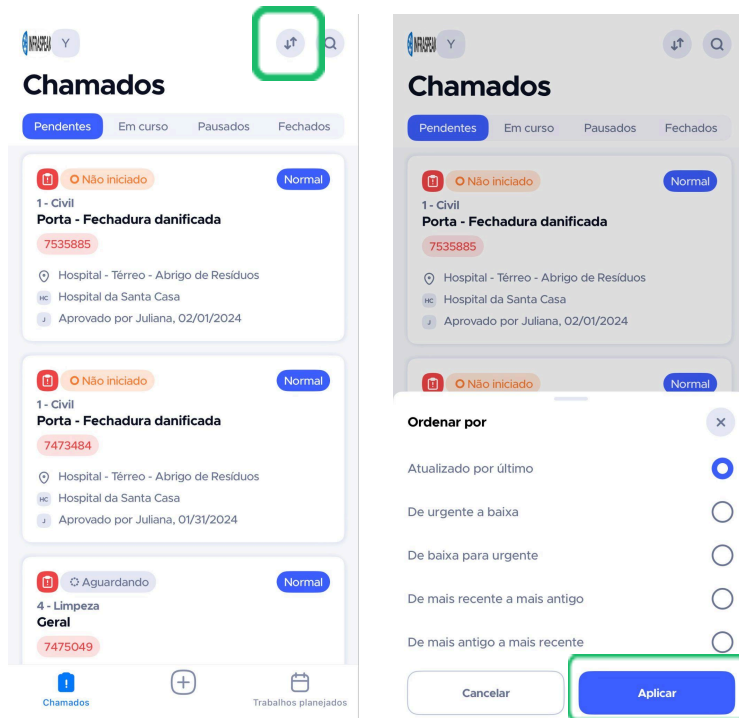 INFRASPEAK Y
Chamados
Pendentes Em curso Pausados Fechados
Não iniciado Normal
1 - Civil
Porta - Fechadura danificada
7535885
Hospital - Térreo - Abrigo de Resíduos
HC Hospital da Santa Casa
J Aprovado por Juliana, 02/01/2024
Não iniciado Normal
1 - Civil
Porta - Fechadura danificada
7473484
Hospital - Térreo - Abrigo de Resíduos
HC Hospital da Santa Casa
J Aprovado por Juliana, 01/31/2024
Aguardando Normal
4 - Limpeza
Geral
7475049
Chamados
Trabalhos planejados
INFRASPEAK Y
Chamados
Pendentes Em curso Pausados Fechados
Não iniciado Normal
1 - Civil
Porta - Fechadura danificada
7535885
Hospital - Térreo - Abrigo de Resíduos
HC Hospital da Santa Casa
J Aprovado por Juliana, 02/01/2024
Não iniciado Normal
Ordenar por
Atualizado por último
De urgente a baixa
De baixa para urgente
De mais recente a mais antigo
De mais antigo a mais recente
Cancelar Aplicar